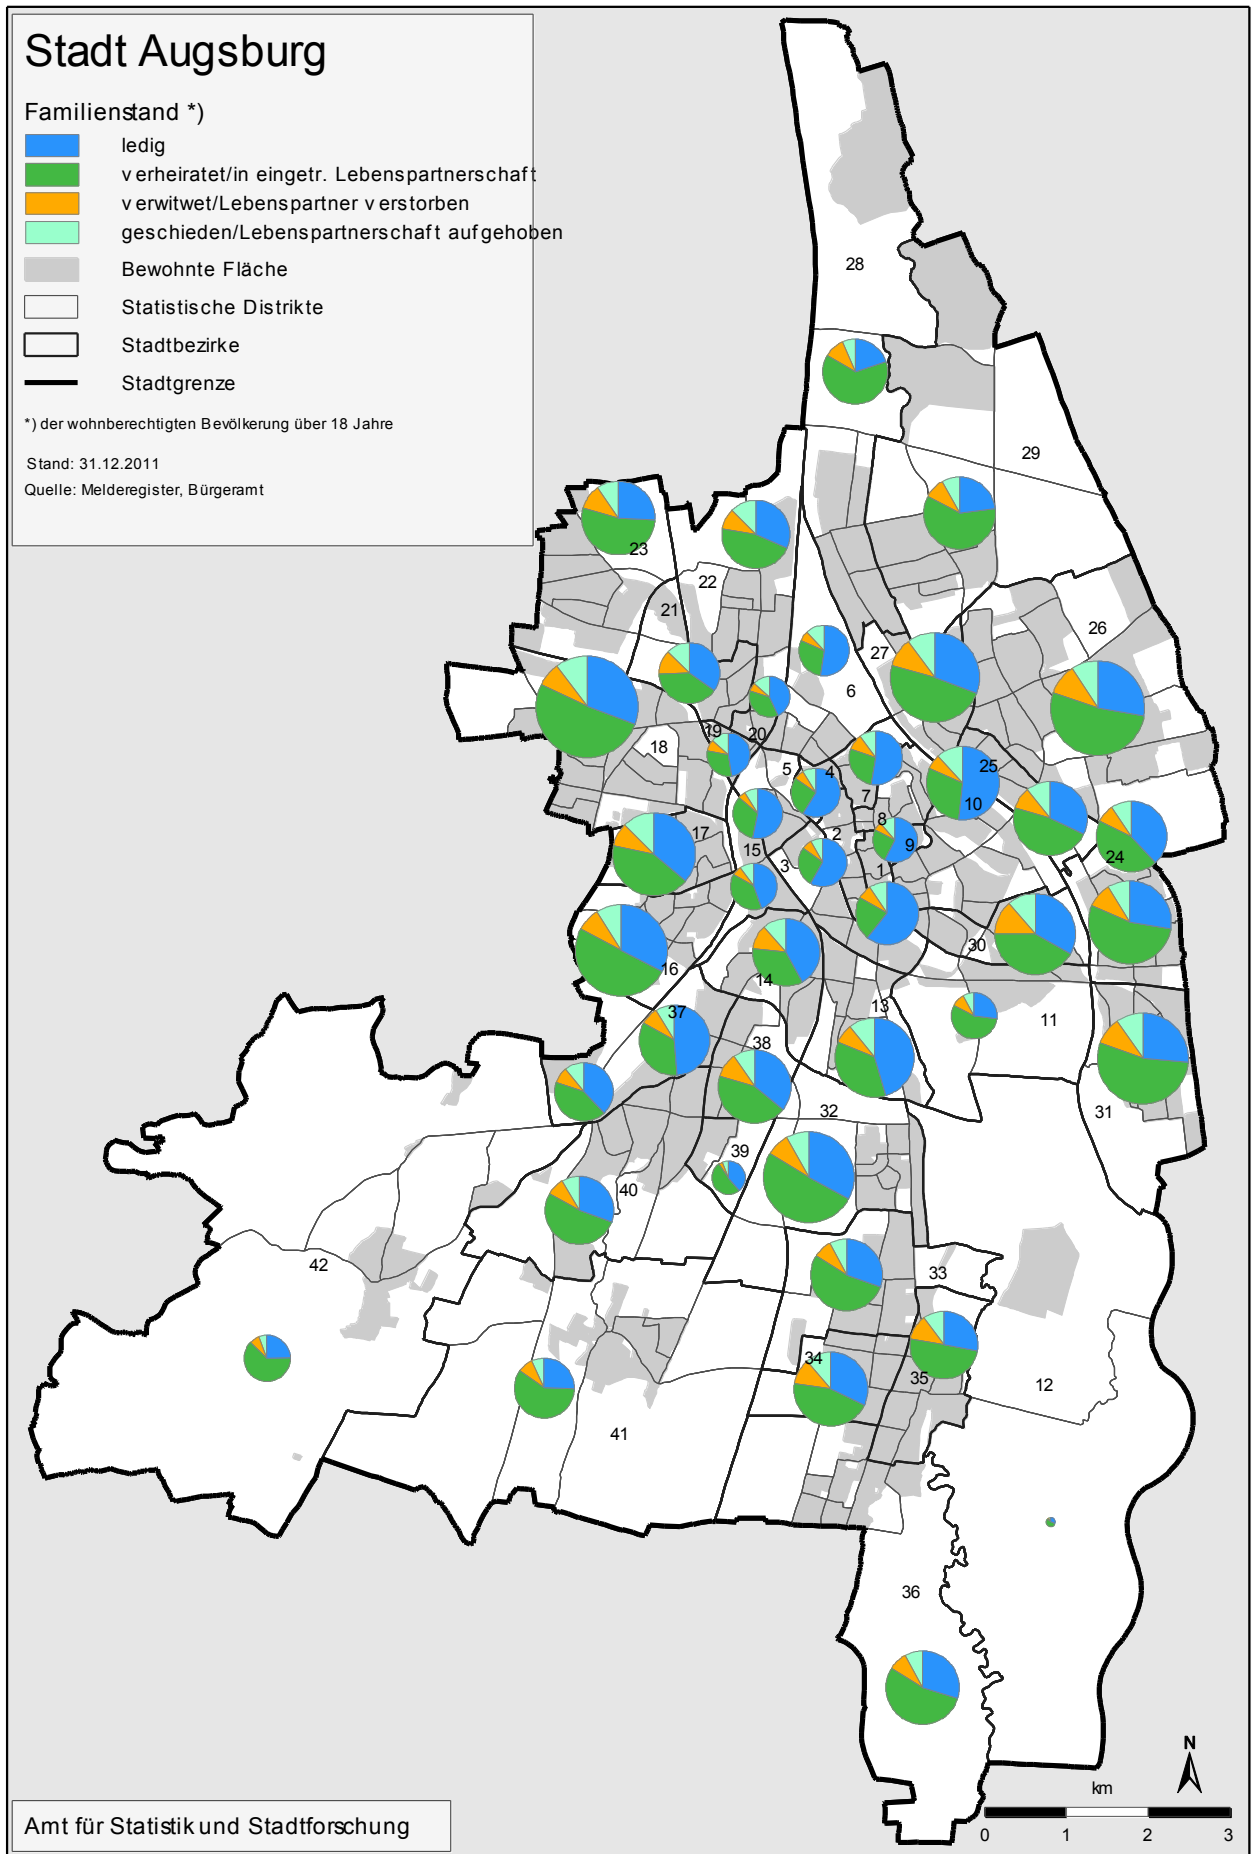 Stadt Augsburg
Familienstand *)
ledig
verheiratet/in eingetr. Lebenspartnerschaft
verwitwet/Lebenspartner verstorben
geschieden/Lebenspartnerschaft aufgehoben
Bewohnte Fläche
Statistische Distrikte
Stadtbezirke
Stadtgrenze
*) der wohnberechtigten Bevölkerung über 18 Jahre
Stand: 31.12.2011
Quelle: Melderegister, Bürgeramt
28
29
23
22
21
26
27
6
19
20
18
5
4
25
7
10
8
17
2
9
15
3
1
24
30
16
14
13
11
37
38
32
31
39
40
42
33
34
35
12
41
36
N
km
0 1 2 3
Amt für Statistik und Stadtforschung